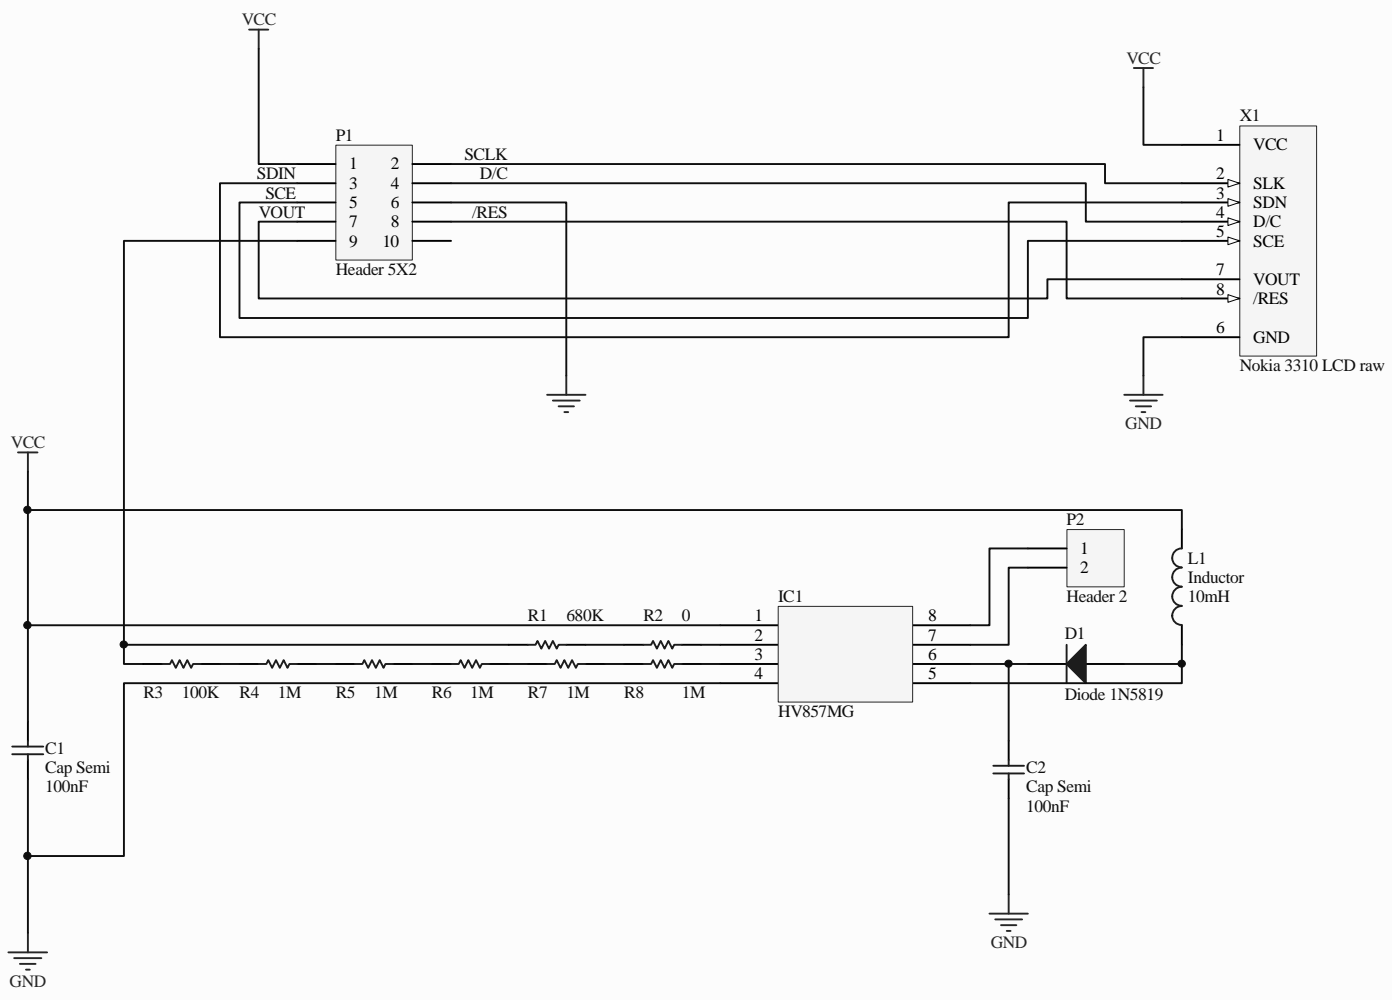 VCC
VCC
P1
X1
1 2
SCLK
1
VCC
SDIN
3 4
D/C
2
SLK
SCE
5 6
3
SDN
VOUT
7 8
/RES
4
D/C
9 10
5
SCE
Header 5X2
7
VOUT
8
/RES
6
GND
Nokia 3310 LCD raw
GND
VCC
P2
1
2
Header 2
L1
Inductor
10mH
IC1
R1 680K R2 0
1 8
2 7
3 6
4 5
D1
R3 100K R4 1M R5 1M R6 1M R7 1M R8 1M
Diode 1N5819
HV857MG
C1
Cap Semi
100nF
C2
Cap Semi
100nF
GND
GND